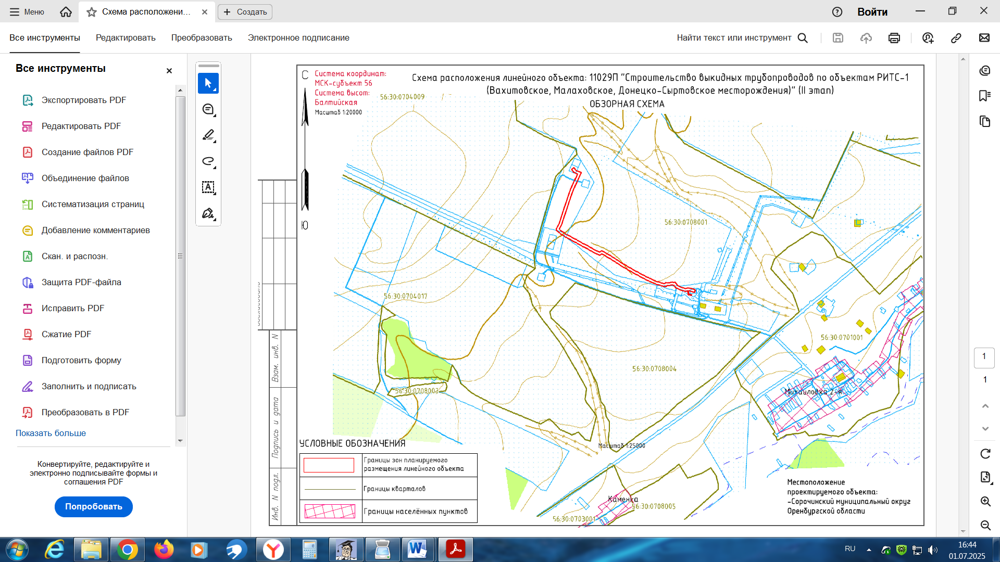 Меню
Схема расположени...
Создать
Войти
Все инструменты
Редактировать
Преобразовать
Электронное подписание
Найти текст или инструмент
Все инструменты
Экспортировать PDF
Редактировать PDF
Создание файлов PDF
Объединение файлов
Систематизация страниц
Добавление комментариев
Скан. и распозн.
Защита PDF-файла
Исправить PDF
Сжатие PDF
Подготовить форму
Заполнить и подписать
Преобразовать в PDF
Показать больше
Конвертируйте, редактируйте и
электронно подписывайте формы и
соглашения PDF
Попробовать
С
Ю
Система координат:
МСК-субъект 56
Система высот:
Балтийская
Масштаб 1:20000
Схема расположения линейного объекта: 11029П "Строительство выкидных трубопроводов по объектам РИТС-1
(Вахитовское, Малаховское, Донецко-Сыртовское месторождения)" (II этап)
ОБЗОРНАЯ СХЕМА
56:30:0704009
56:30:0708001
56:30:0704017
56:30:0701001
56:30:0708004
56:30:0708003
Михайловка 2-я
Масштаб 1:25000
Каменка
56:30:0708005
56:30:0703001
Взам. инв. N
Подпись и дата
Инв. N подл.
УСЛОВНЫЕ ОБОЗНАЧЕНИЯ
Границы зон планируемого
размещения линейного объекта
Границы кварталов
Границы населённых пунктов
Местоположение
проектируемого объекта:
-Сорочинский муниципальный округ
Оренбургской области
1
1
RU
16:44
01.07.2025